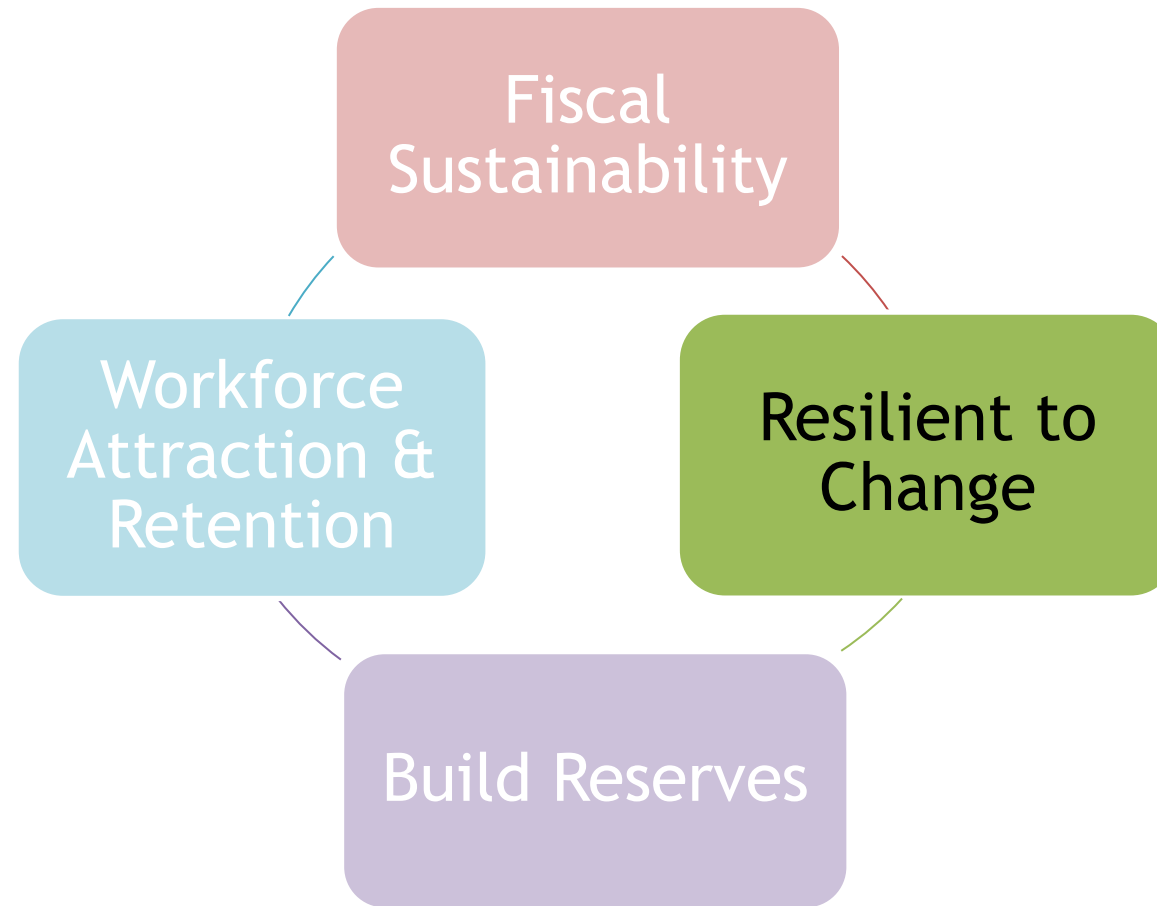 Fiscal
Sustainability
Workforce
Attraction &
Retention
Resilient to
Change
Build Reserves